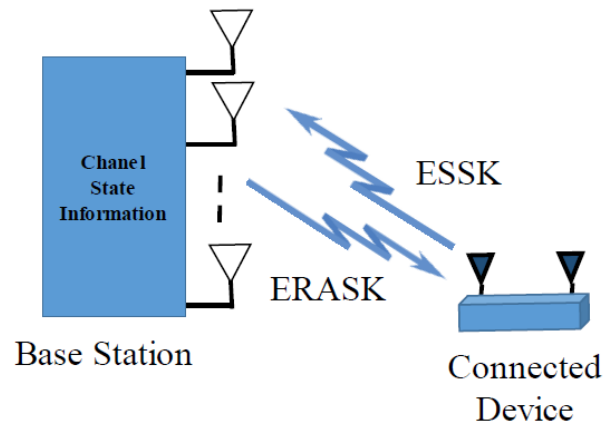 Chanel
State
Information
ESSK
ERASK
Base Station
Connected
Device